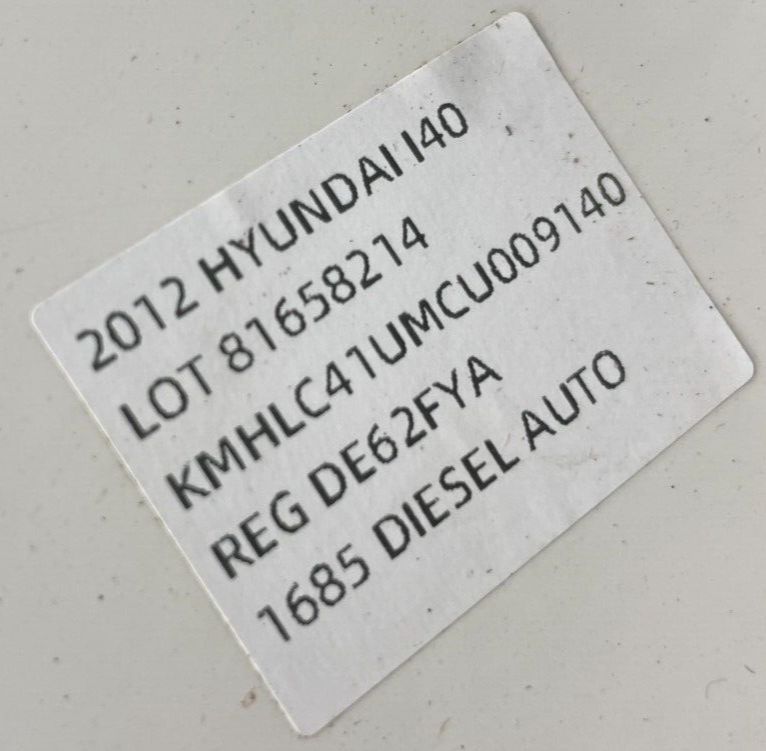 2012 HYUNDAI I40
LOT 81658214
KMHLC41UMCU009140
REG DE62FYA
1685 DIESEL AUTO